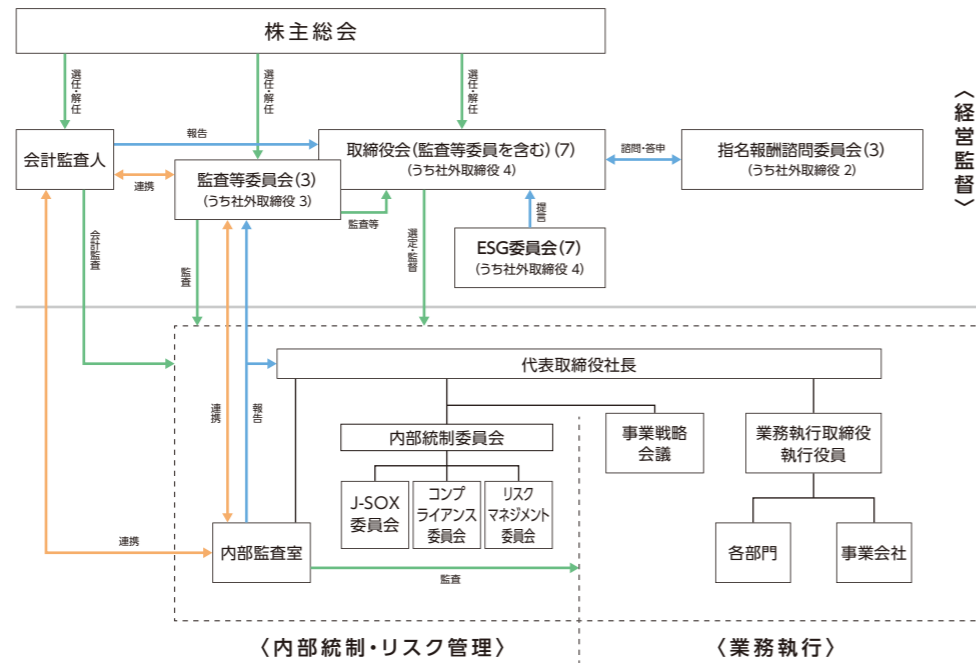 株主総会
選任・解任
選任・解任
選任・解任
〈経営監督〉
会計監査人
報告
取締役会(監査等委員を含む)(7)
(うち社外取締役 4)
諮問・答申
指名報酬諮問委員会(3)
(うち社外取締役 2)
連携
監査等委員会(3)
(うち社外取締役 3)
監査等
提言
ESG委員会(7)
(うち社外取締役 4)
会計監査
監査
選定・監督
代表取締役社長
連携
報告
内部統制委員会
事業戦略
会議
業務執行取締役
執行役員
J-SOX
委員会
コンプ
ライアンス
委員会
リスク
マネジメント
委員会
連携
内部監査室
監査
各部門
事業会社
〈内部統制・リスク管理〉
〈業務執行〉